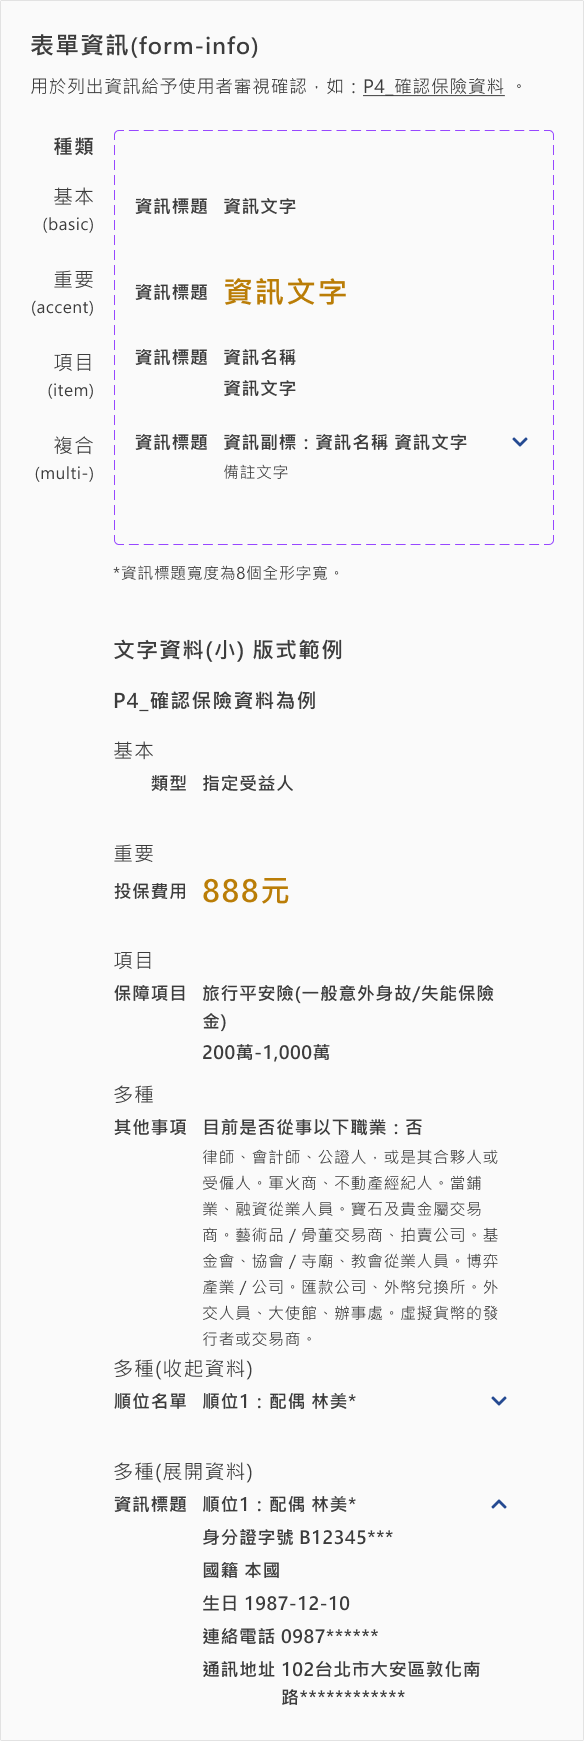 表單資訊(form-info)
用於列出資訊給予使用者審視確認，如：P4_確認保險資料 。
種類
基本
(basic)
資訊標題 資訊文字
重要
(accent)
資訊標題 資訊文字
項目
(item)
資訊標題 資訊名稱
資訊文字
複合
(multi-)
資訊標題 資訊副標：資訊名稱 資訊文字
備註文字
*資訊標題寬度為8個全形字寬。
文字資料(小) 版式範例
P4_確認保險資料為例
基本
類型 指定受益人
重要
投保費用 888元
項目
保障項目 旅行平安險(一般意外身故/失能保險
金)
200萬-1,000萬
多種
其他事項 目前是否從事以下職業：否
律師、會計師、公證人，或是其合夥人或
受僱人。軍火商、不動產經紀人。當鋪
業、融資從業人員。寶石及貴金屬交易
商。藝術品／骨董交易商、拍賣公司。基
金會、協會／寺廟、教會從業人員。博弈
產業／公司。匯款公司、外幣兌換所。外
交人員、大使館、辦事處。虛擬貨幣的發
行者或交易商。
多種(收起資料)
順位名單 順位1：配偶 林美*
多種(展開資料)
資訊標題 順位1：配偶 林美*
身分證字號 B12345***
國籍 本國
生日 1987-12-10
連絡電話 0987******
通訊地址 102台北市大安區敦化南
路************